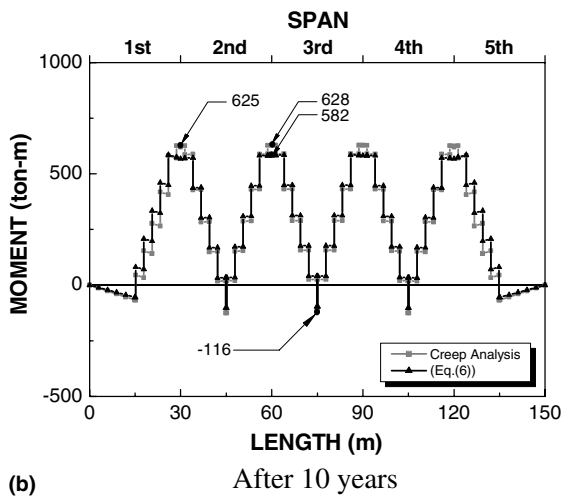 SPAN
1st 2nd 3rd 4th 5th
1000
625
628
582
500
MOMENT (ton-m)
0
-116
Creep Analysis
(Eq.(6))
-500
0 30 60 90 120 150
LENGTH (m)
(b) After 10 years